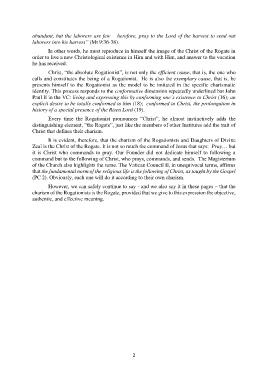 abundant, but the laborers are few therefore, pray to the Lord of the harvest to send out
laborers into his harvest" (Mt 9:36-38).
In other words, he must reproduce in himself the image of the Christ of the Rogate in
order to live a new Christological existence in Him and with Him, and answer to the vocation
he has received.
Christ, "the absolute Rogationist", is not only the efficient cause, that is, the one who
calls and constitutes the being of a Rogationist. He is also the exemplary cause, that is, he
presents himself to the Rogationist as the model to be imitated in the specific charismatic
identity. This process responds to the conformative dimension repeatedly underlined by John
Paul II in the VC: living and expressing this by conforming one's existence to Christ (16); an
explicit desire to be totally conformed to Him (18); conformed to Christ, the prolongation in
history of a special presence of the Risen Lord (19).
Every time the Rogationist pronounces "Christ", he almost instinctively adds the
distinguishing element, "the Rogate", just like the members of other Institutes add the trait of
Christ that defines their charism.
It is evident, therefore, that the charism of the Rogationists and Daughters of Divine
Zeal is the Christ of the Rogate. It is not so much the command of Jesus that says: Pray... but
it is Christ who commands to pray. Our Founder did not dedicate himself to following a
command but to the following of Christ, who prays, commands, and sends. The Magisterium
of the Church also highlights the same. The Vatican Council II, in unequivocal terms, affirms
that the fundamental norm of the religious life is the following of Christ, as taught by the Gospel
(PC 2). Obviously, each one will do it according to their own charism.
However, we can safely continue to say - and we also say it in these pages - that the
charism of the Rogationists is the Rogate, provided that we give to this expression the objective,
authentic, and effective meaning.
2